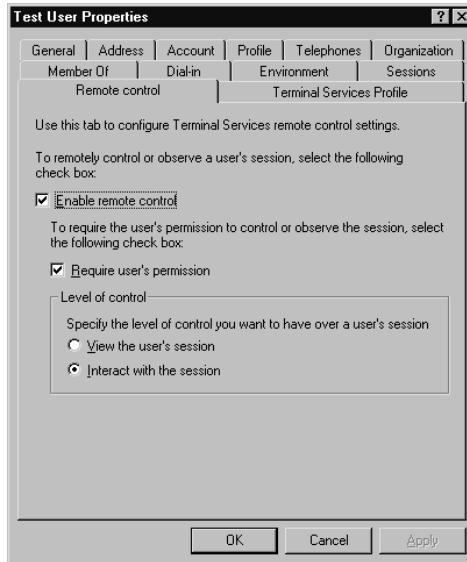 Test User Properties
General Address Account Profile Telephones Organization
Member Of Dial-in Environment Sessions
Remote control Terminal Services Profile
Use this tab to configure Terminal Services remote control settings.
To remotely control or observe a user's session, select the following
check box:
Enable remote control
To require the user's permission to control or observe the session, select
the following check box:
Require user's permission
Level of control
Specify the level of control you want to have over a user's session
View the user's session
Interact with the session
OK Cancel Apply